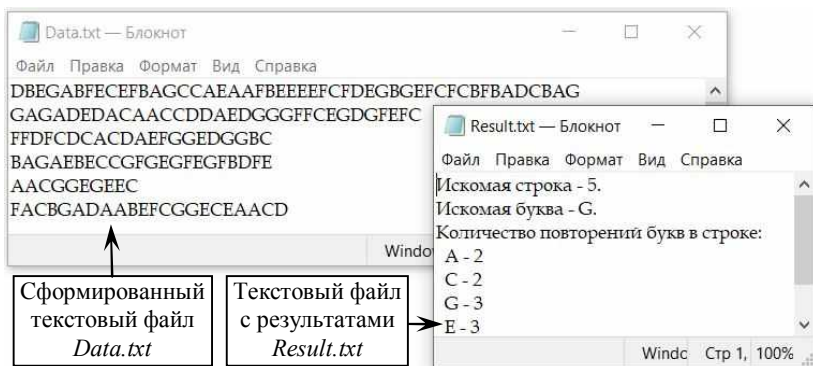 Data.txt — Блокнот
Файл Правка Формат Вид Справка
DBEGABFECEFBAGCCAEAAFBEEEEFCFDEGBGEFCFCBFBADCBAG
GAGADEDACAACCDDAEDGGGFFCEGDGFEFC
FFDFCDCACDAEFGGEDGGBC
BAGAEBECCGFGEGFEGFBDFE
AACGGEGEEC
FACBGADAABEFCGGECEAACD
Result.txt — Блокнот
Файл Правка Формат Вид Справка
Искомая строка - 5.
Искомая буква - G.
Количество повторений букв в строке:
A - 2
C - 2
G - 3
E - 3
Windo
Windc Стр 1, 100%
Сформированный
текстовый файл
Data.txt
Текстовый файл
с результатами
Result.txt